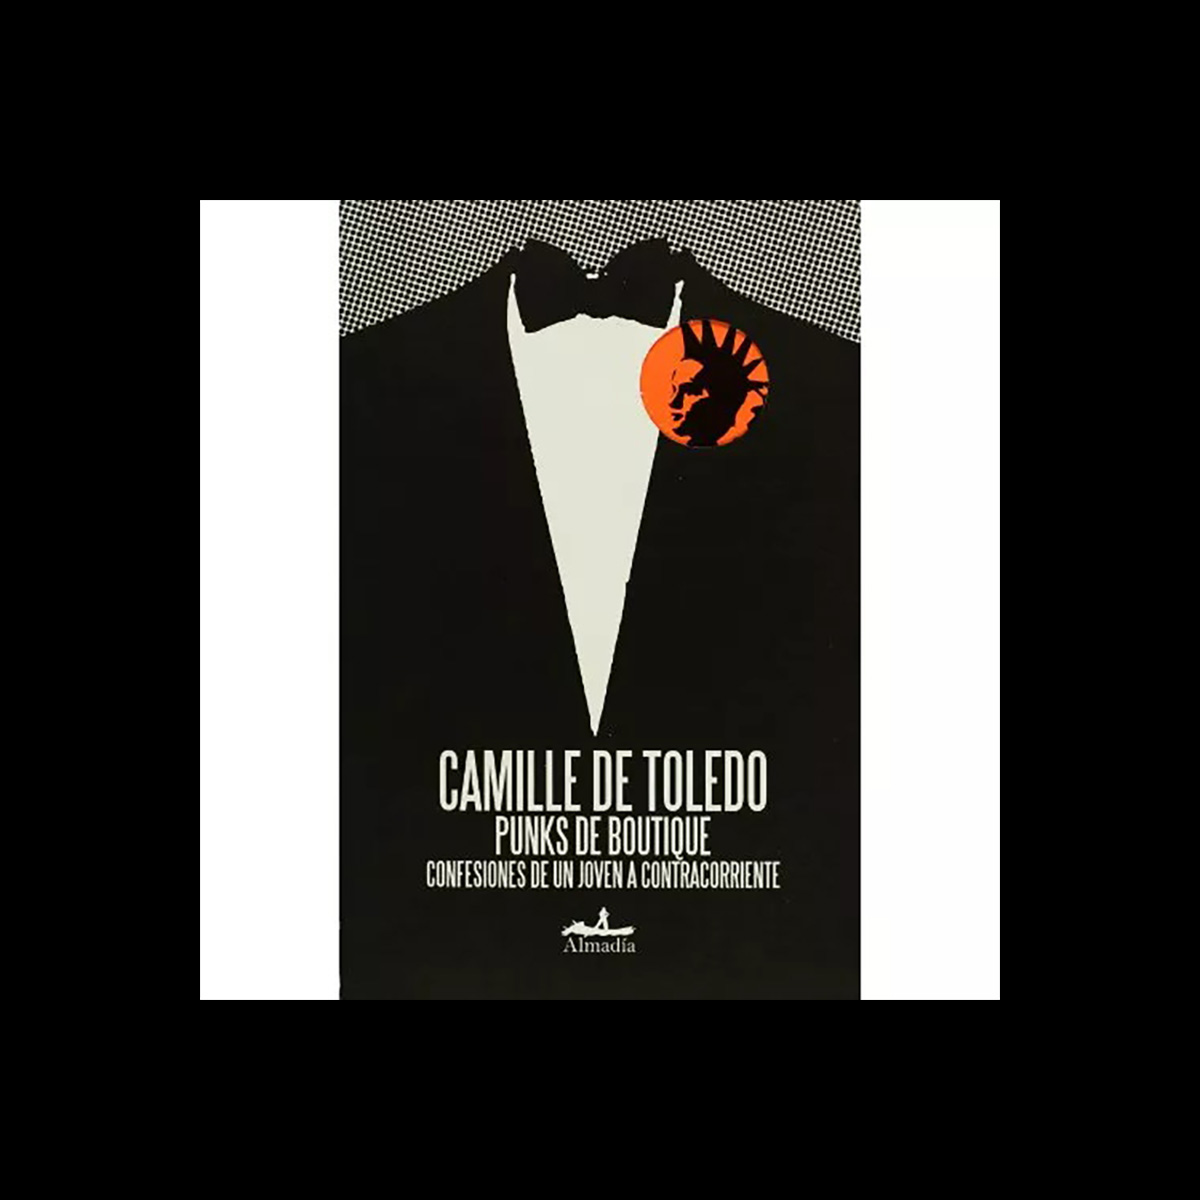 CAMILLE DE TOLEDO
PUNKS DE BOUTIQUE
CONFESIONES DE UN JOVEN A CONTRACORRIENTE
Almadía